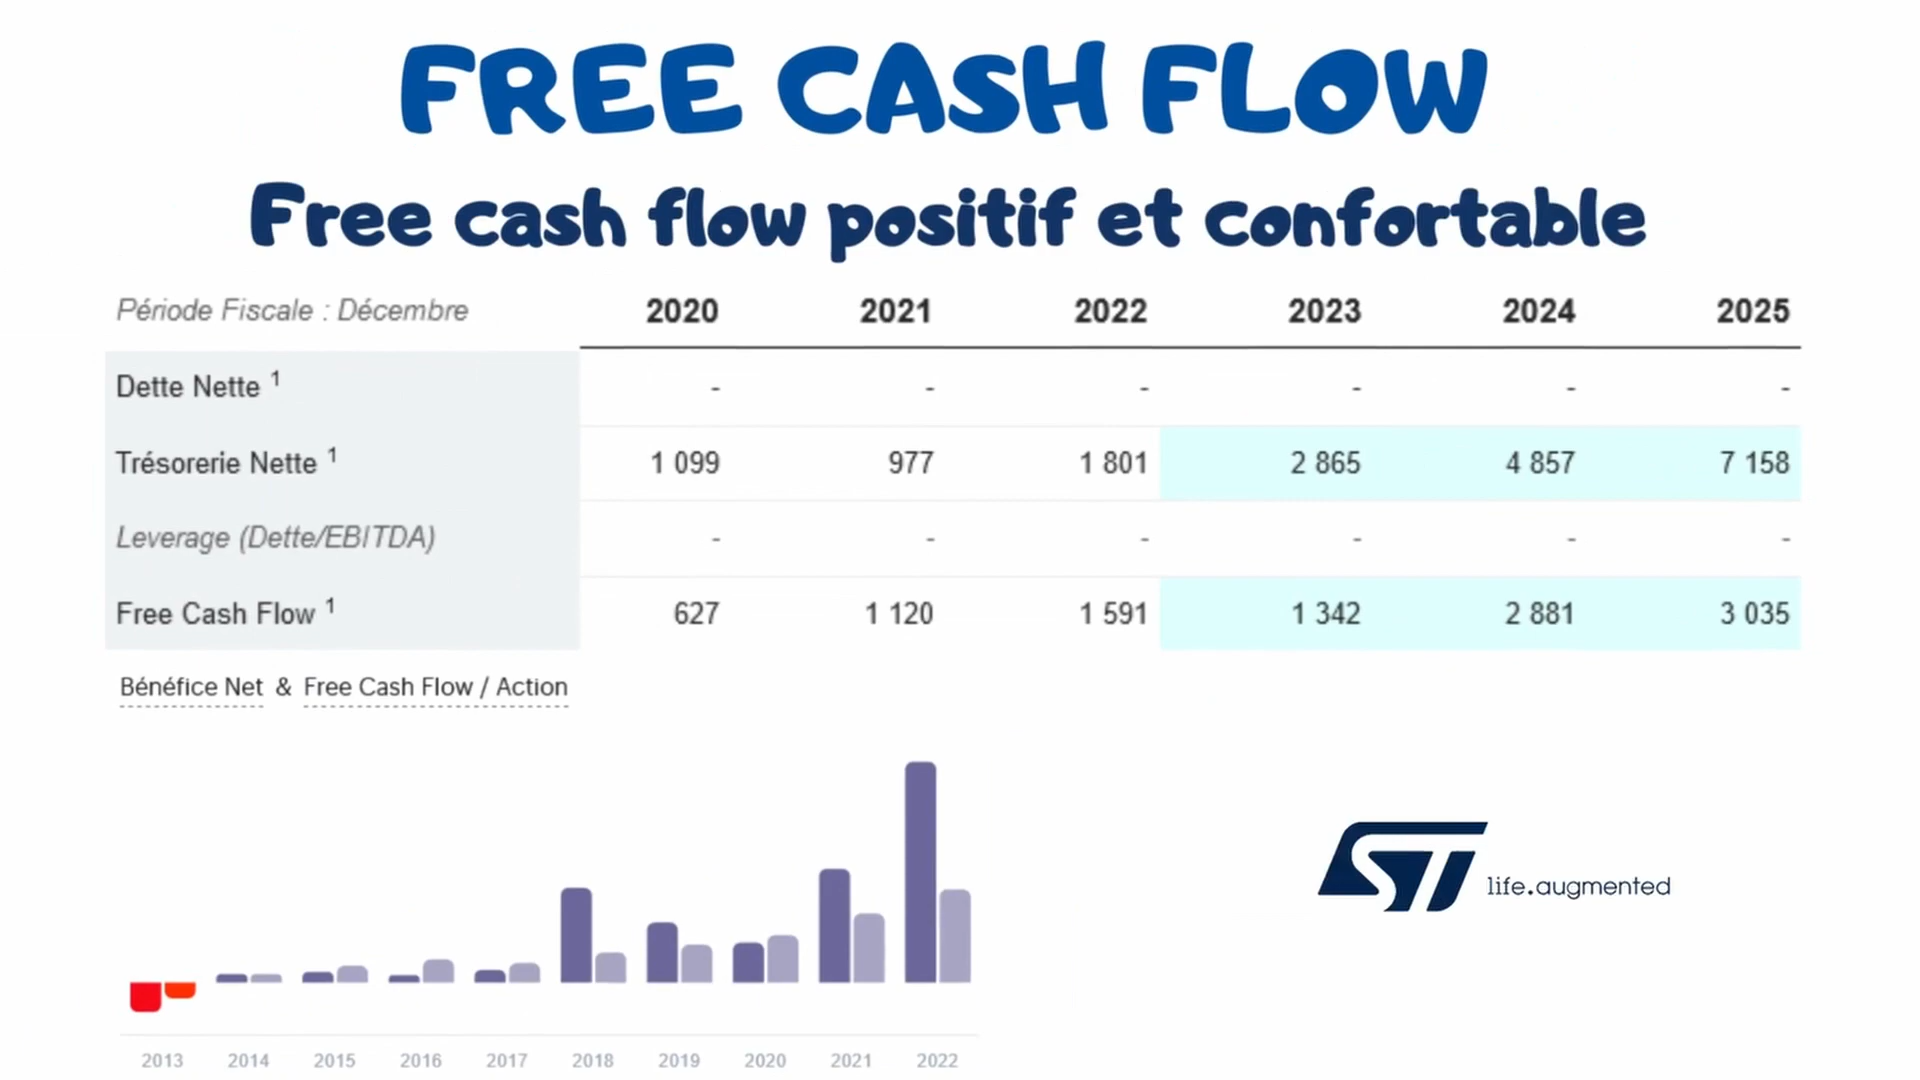 FREE CASH FLOW
Free cash flow positif et confortable
Période Fiscale : Décembre 2020 2021 2022 2023 2024 2025
Dette Nette 1 - - - - - -
Trésorerie Nette 1 1 099 977 1 801 2 865 4 857 7 158
Leverage (Dette/EBITDA) - - - - - -
Free Cash Flow 1 627 1 120 1 591 1 342 2 881 3 035
Bénéfice Net & Free Cash Flow / Action
ST life.augmented
2013 2014 2015 2016 2017 2018 2019 2020 2021 2022